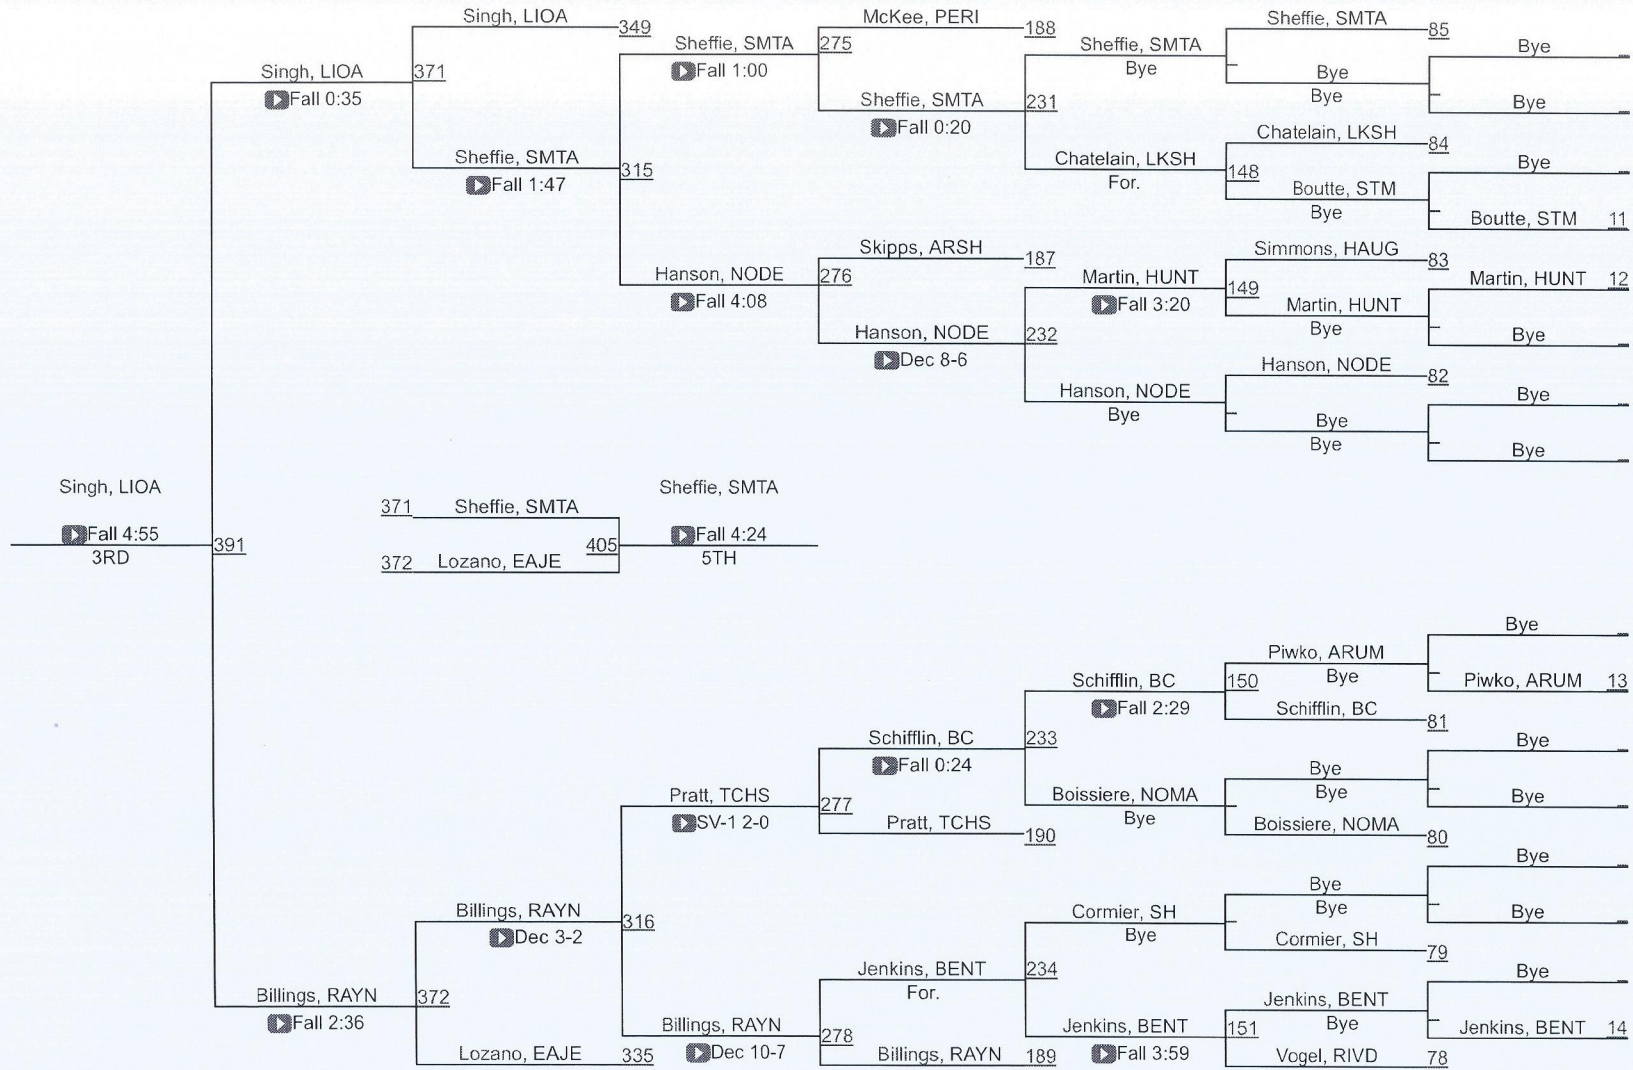 Singh, LIOA
349
McKee, PERI
188
Sheffie, SMTA
85
Sheffie, SMTA
275
Fall 1:00
Sheffie, SMTA
Bye
Bye
Singh, LIOA
371
Fall 0:35
Bye
Bye
Sheffie, SMTA
231
Fall 0:20
Bye
Chatelain, LKSH
84
Sheffie, SMTA
315
Fall 1:47
Chatelain, LKSH
148
For.
Bye
Boutte, STM
Bye
Boutte, STM 11
Skipps, ARSH
187
Simmons, HAUG
83
Hanson, NODE
276
Fall 4:08
Martin, HUNT
149
Fall 3:20
Martin, HUNT 12
Martin, HUNT
Bye
Hanson, NODE
232
Dec 8-6
Bye
Hanson, NODE
82
Hanson, NODE
Bye
Bye
Bye
Bye
Bye
Singh, LIOA
Fall 4:55
391
3RD
371 Sheffie, SMTA
Sheffie, SMTA
405
Fall 4:24
372 Lozano, EAJE
5TH
Bye
Piwko, ARUM
Bye
Schifflin, BC
150
Fall 2:29
Piwko, ARUM 13
Schifflin, BC
81
Schifflin, BC
233
Fall 0:24
Bye
Bye
Bye
Pratt, TCHS
277
SV-1 2-0
Boissiere, NOMA
Bye
Bye
Pratt, TCHS
190
Boissiere, NOMA
80
Bye
Bye
Bye
Billings, RAYN
316
Dec 3-2
Cormier, SH
Bye
Bye
Cormier, SH
79
Jenkins, BENT
234
For.
Bye
Billings, RAYN
372
Fall 2:36
Jenkins, BENT
Bye
Billings, RAYN
278
Dec 10-7
Jenkins, BENT
151
Fall 3:59
Jenkins, BENT 14
Lozano, EAJE
335
Billings, RAYN
189
Vogel, RIVD
78